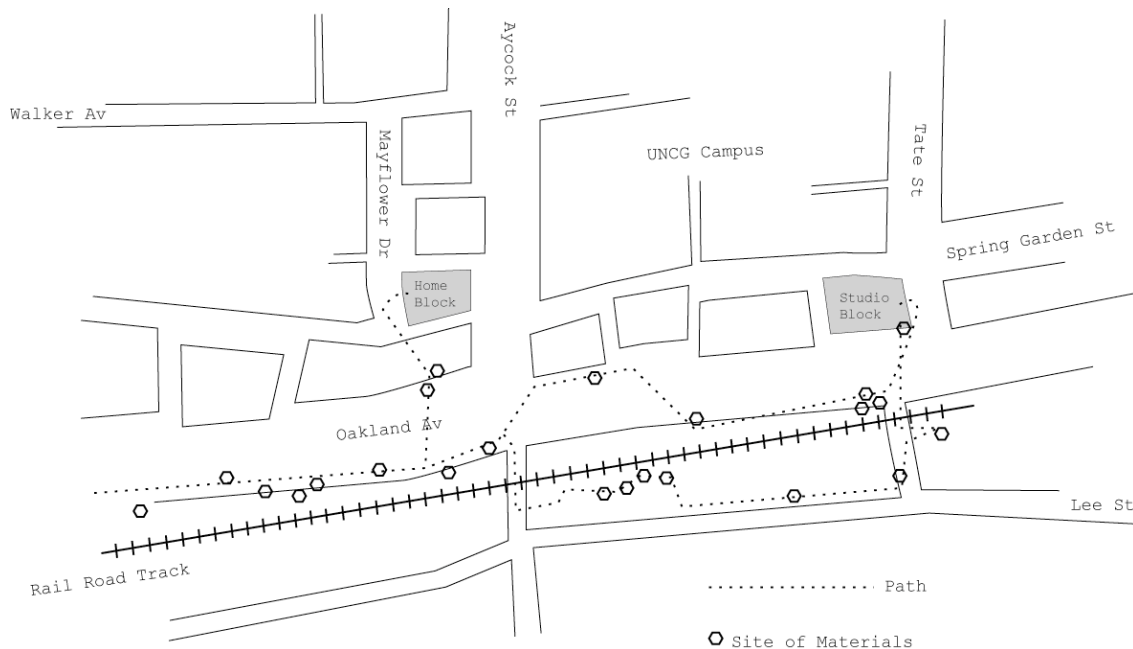 Aycock St
Walker Av
Mayflower Dr
UNCG Campus
Tate St
Spring Garden St
Home
Block
Studio
Block
Oakland Av
Lee St
Rail Road Track
Path
Site of Materials